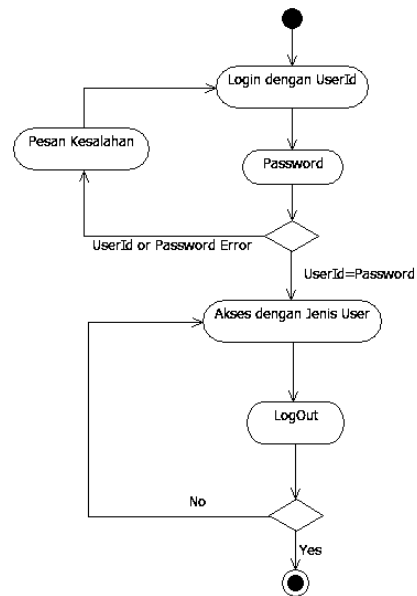 Login dengan UserId
Pesan Kesalahan
Password
UserId or Password Error
UserId=Password
Akses dengan Jenis User
LogOut
No
Yes